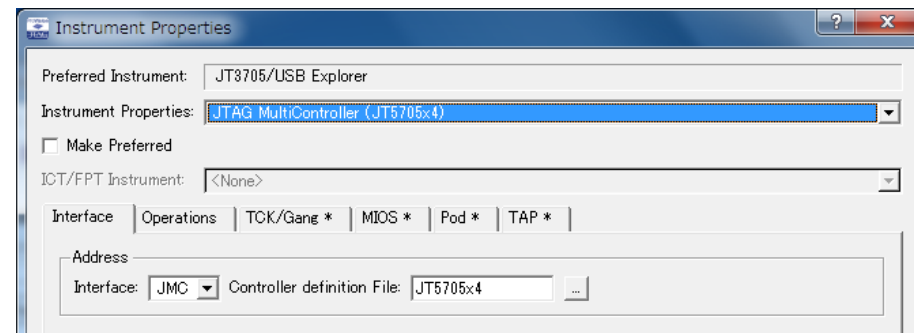 Instrument Properties
Preferred Instrument: JT3705/USB Explorer
Instrument Properties: JTAG MultiController (JT5705x4)
Make Preferred
ICT/FPT Instrument: <None>
Interface Operations TCK/Gang * MIOS * Pod * TAP *
Address
Interface: JMC Controller definition File: JT5705x4 ...